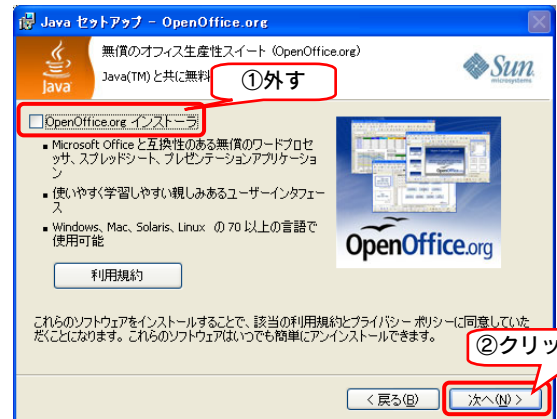 Java セットアップ - OpenOffice.org
無償のオフィス生産性スイート (OpenOffice.org)
Java(TM) と共に無料
①外す
Java
Sun
microsystems
OpenOffice.org インストーラ
▪ Microsoft Office と互換性のある無償のワードプロセ
ッサ、スプレッドシート、プレゼンテーションアプリケーショ
ン
▪ 使いやすく学習しやすい親しみあるユーザーインタフェー
ス
▪ Windows、Mac、Solaris、Linux の 70 以上の言語で
使用可能
OpenOffice.org
利用規約
これらのソフトウェアをインストールすることで、該当の利用規約とプライバシー ポリシーに同意していた
だくことになります。これらのソフトウェアはいつでも簡単にアンインストールできます。
②クリッ
< 戻る(B)
次へ(N) >